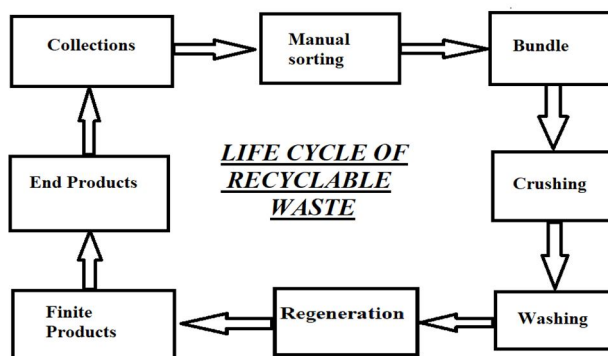 Collections
Manual
sorting
Bundle
LIFE CYCLE OF
RECYCLABLE
WASTE
End Products
Crushing
Finite
Products
Regeneration
Washing